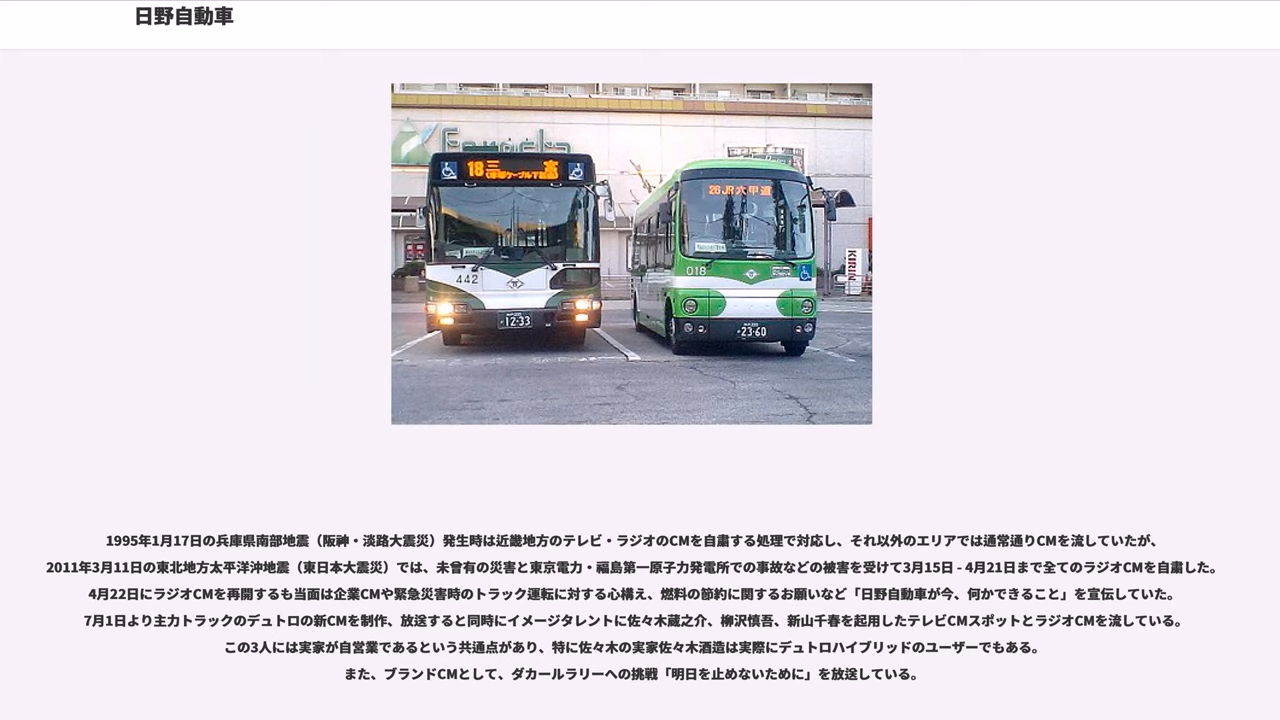 日野自動車
18 三
(摩耶ケーブル下経由)
442
12-33
26 JR六甲道
018
23-60
KIRIN
1995年1月17日の兵庫県南部地震（阪神・淡路大震災）発生時は近畿地方のテレビ・ラジオのCMを自粛する処理で対応し、それ以外のエリアでは通常通りCMを流していたが、
2011年3月11日の東北地方太平洋沖地震（東日本大震災）では、未曾有の災害と東京電力・福島第一原子力発電所での事故などの被害を受けて3月15日 - 4月21日まで全てのラジオCMを自粛した。
4月22日にラジオCMを再開するも当面は企業CMや緊急災害時のトラック運転に対する心構え、燃料の節約に関するお願いなど「日野自動車が今、何かできること」を宣伝していた。
7月1日より主力トラックのデュトロの新CMを制作、放送すると同時にイメージタレントに佐々木蔵之介、柳沢慎吾、新山千春を起用したテレビCMスポットとラジオCMを流している。
この3人には実家が自営業であるという共通点があり、特に佐々木の実家佐々木酒造は実際にデュトロハイブリッドのユーザーでもある。
また、ブランドCMとして、ダカールラリーへの挑戦「明日を止めないために」を放送している。